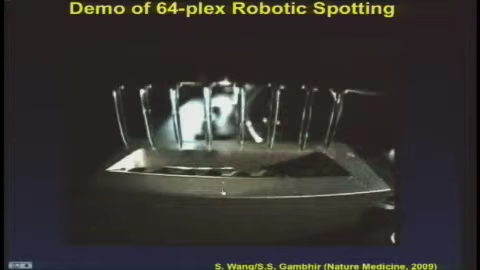 Demo of 64-plex Robotic Spotting
S. Wang/S.S. Gambhir (Nature Medicine, 2009)